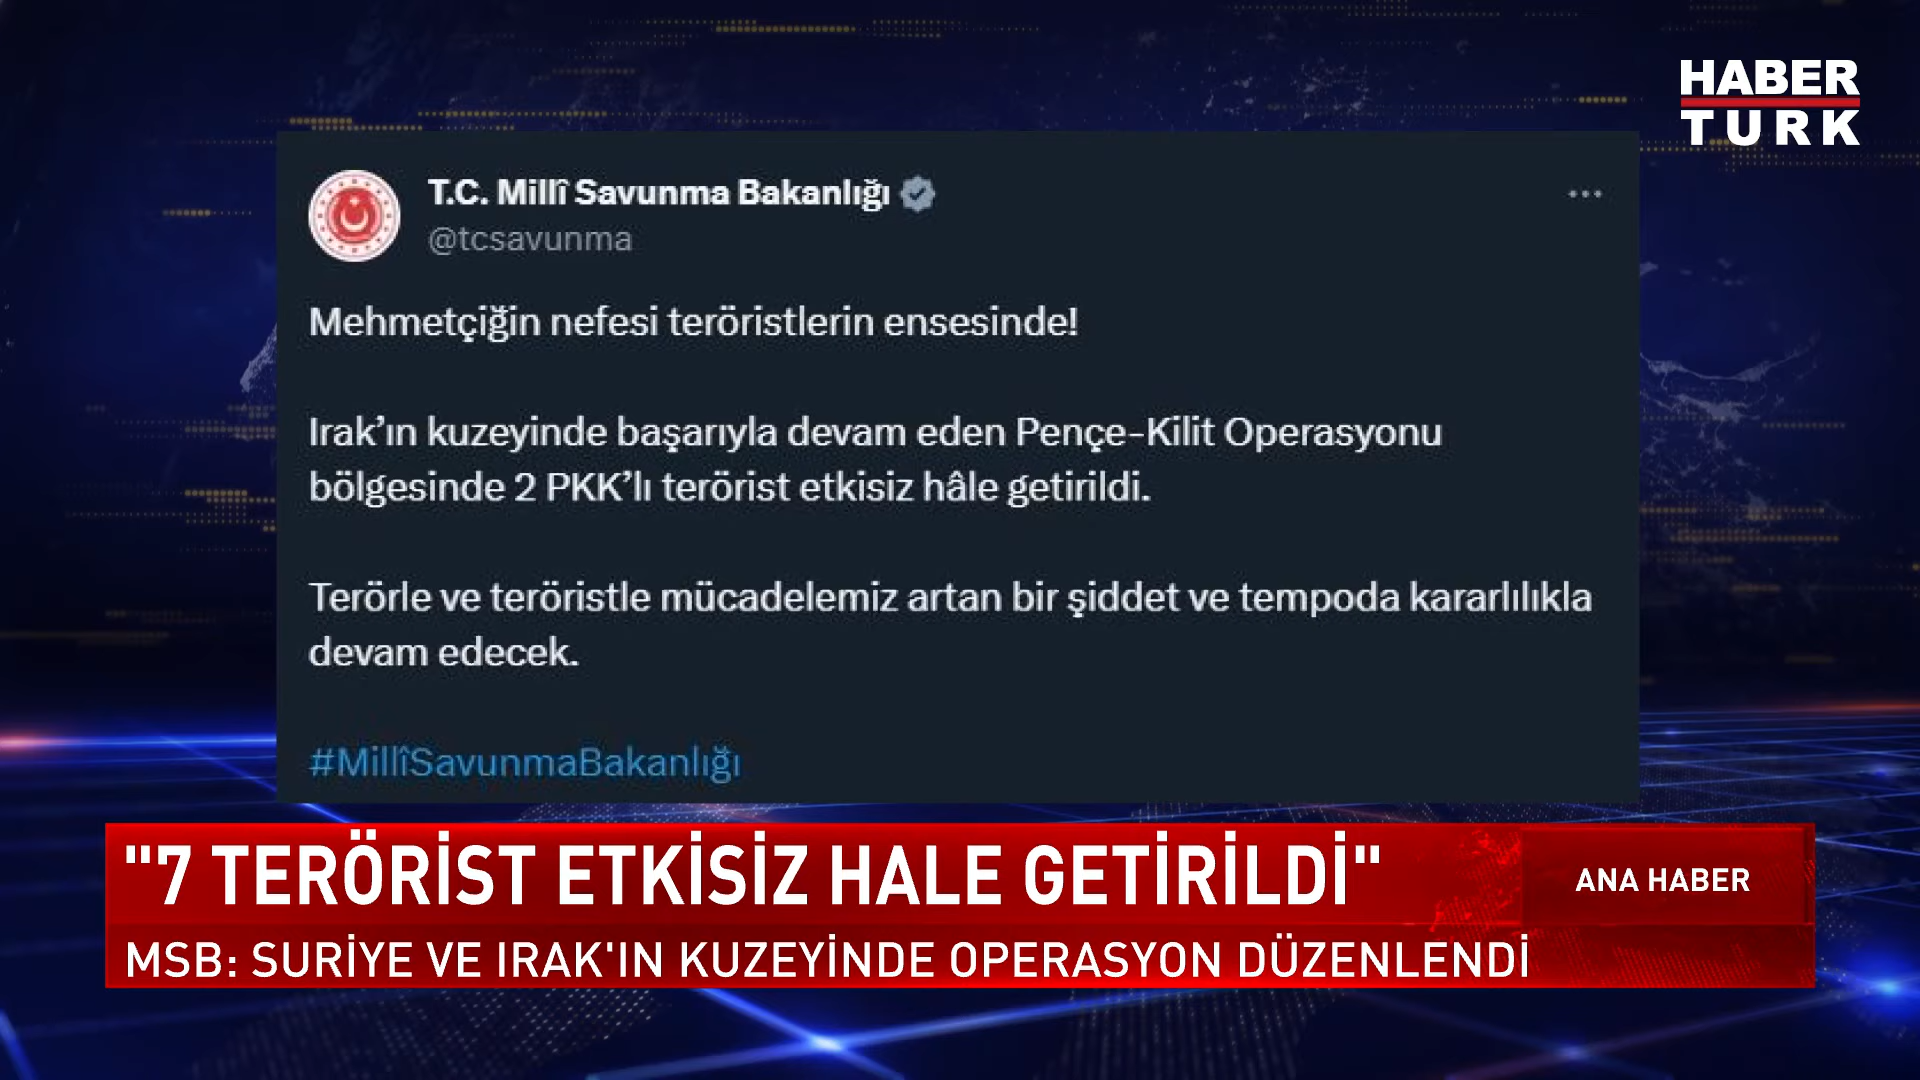 HABER
TURK
T.C. Millî Savunma Bakanlığı
@tcsavunma
Mehmetçiğin nefesi teröristlerin ensesinde!
Irak’ın kuzeyinde başarıyla devam eden Pençe-Kilit Operasyonu
bölgesinde 2 PKK’lı terörist etkisiz hâle getirildi.
Terörle ve teröristle mücadelemiz artan bir şiddet ve tempoda kararlılıkla
devam edecek.
#MillîSavunmaBakanlığı
"7 TERÖRİST ETKİSİZ HALE GETİRİLDİ"
ANA HABER
MSB: SURİYE VE IRAK'IN KUZEYİNDE OPERASYON DÜZENLENDİ